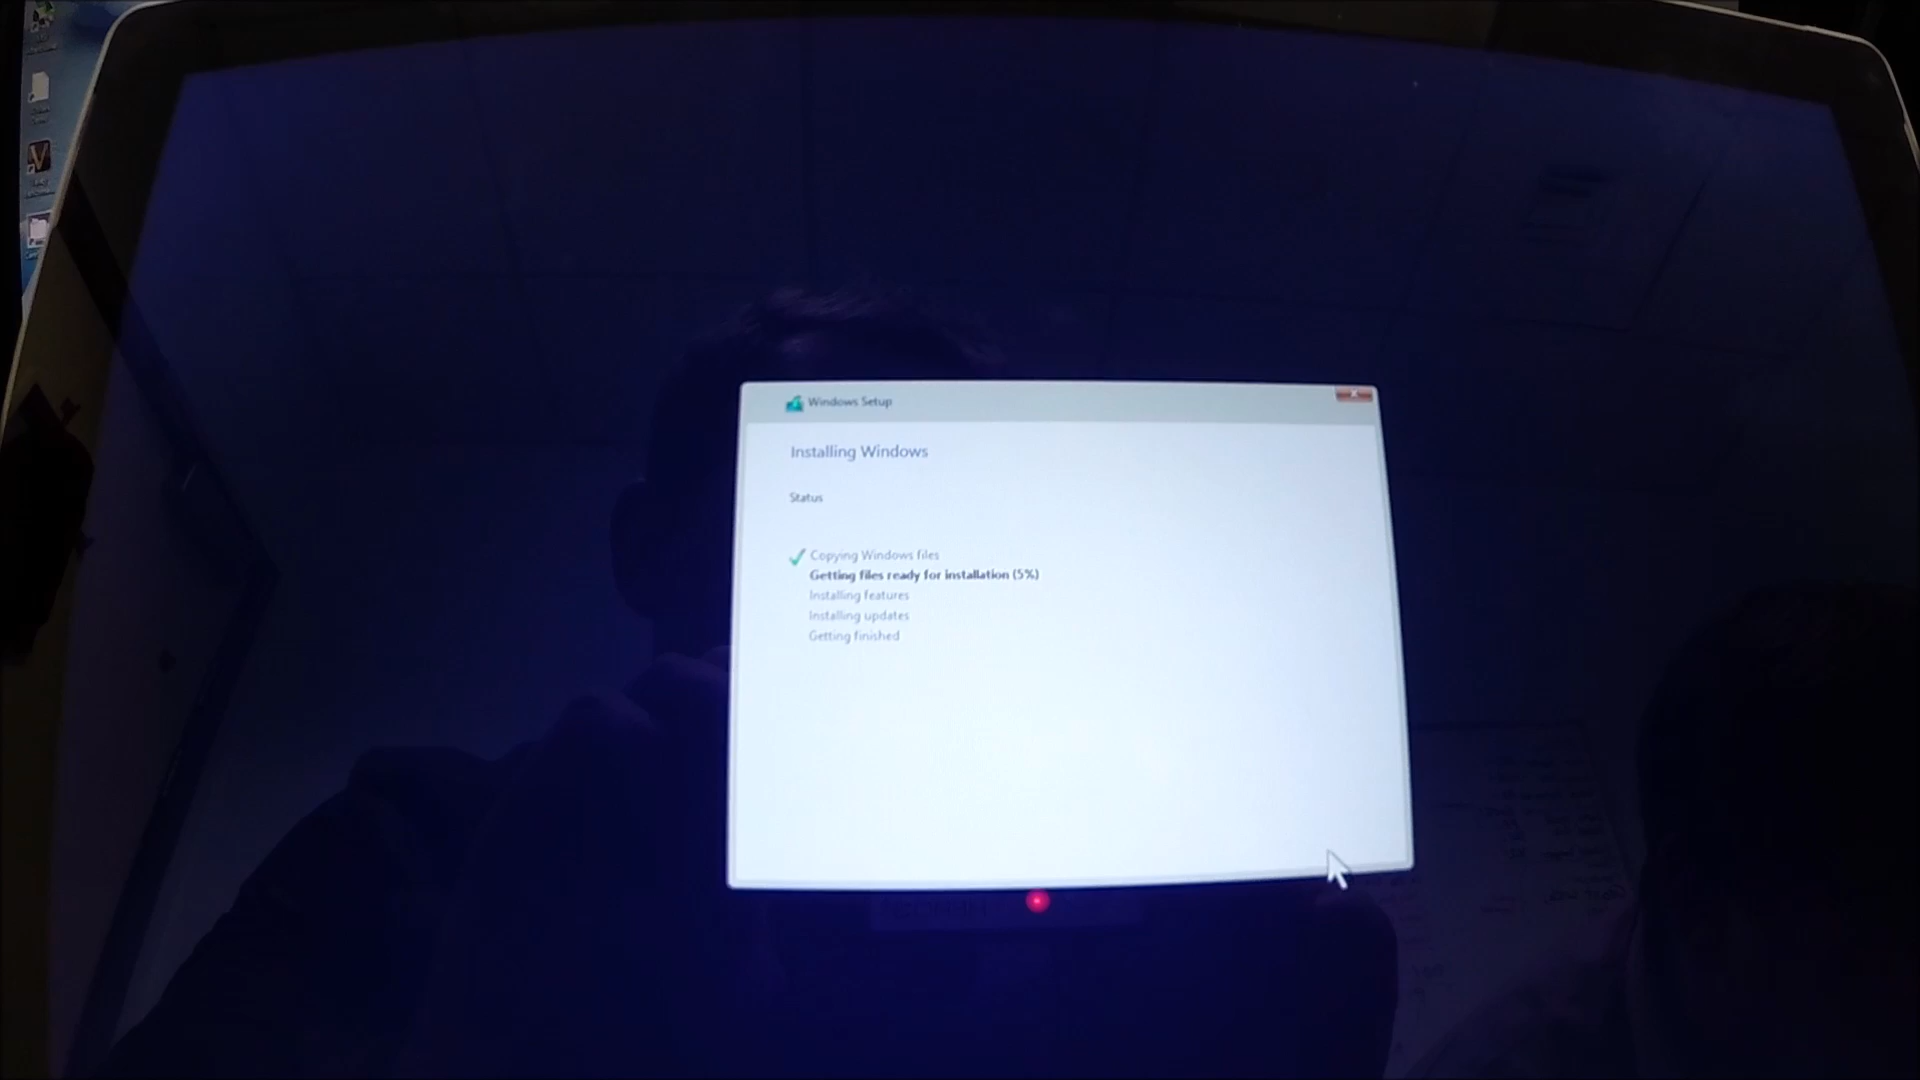 Windows Setup
Installing Windows
Status
Copying Windows files
Getting files ready for installation (5%)
Installing features
Installing updates
Getting finished